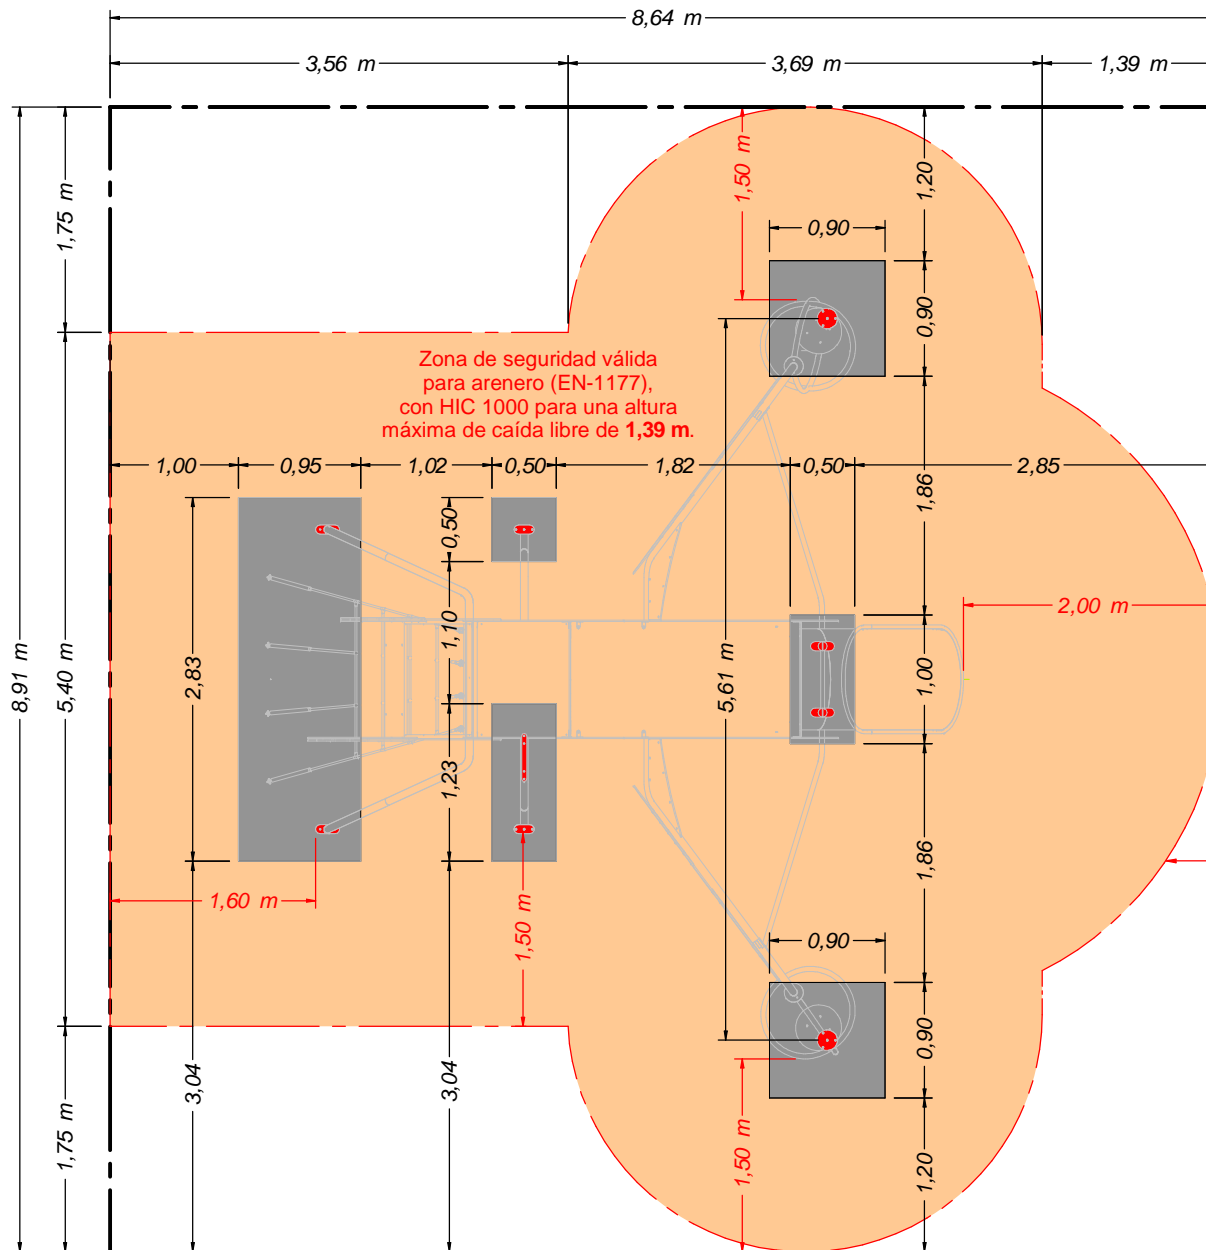 8,64 m
3,56 m
3,69 m
1,39 m
1,50 m
1,20
1,75 m
0,90
0,90
Zona de seguridad válida
para arenero (EN-1177),
con HIC 1000 para una altura
máxima de caída libre de 1,39 m.
1,00
0,95
1,02
0,50
1,82
0,50
2,85
1,86
0,50
2,00 m
1,10
8,91 m
5,40 m
2,83
5,61 m
1,00
1,23
1,86
1,60 m
1,50 m
0,90
0,90
3,04
3,04
1,75 m
1,50 m
1,20